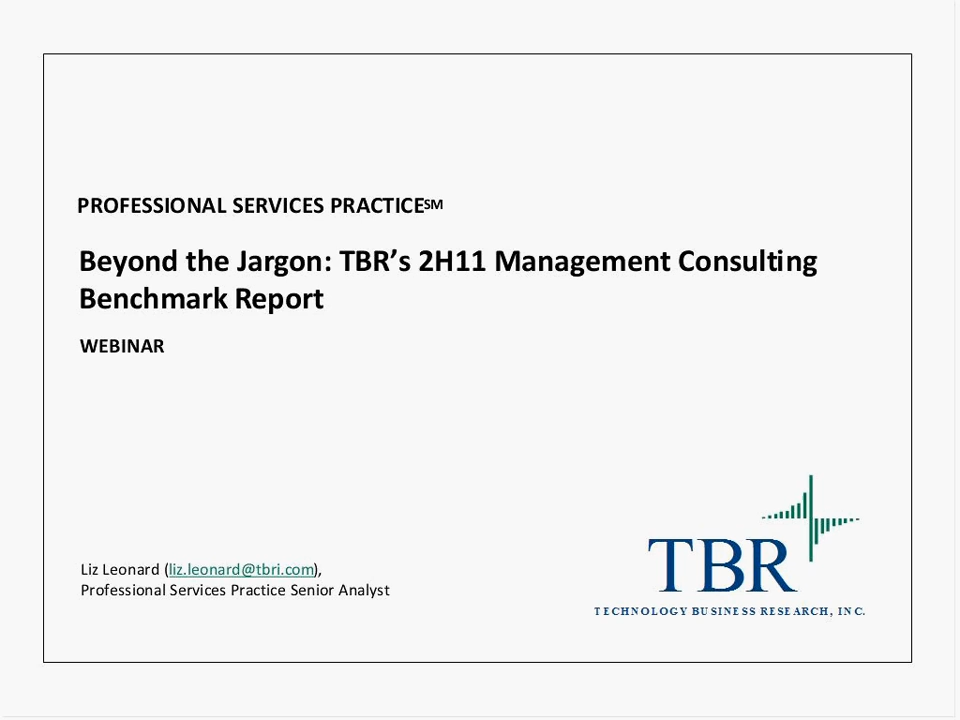 PROFESSIONAL SERVICES PRACTICE℠
Beyond the Jargon: TBR’s 2H11 Management Consulting
Benchmark Report
WEBINAR
Liz Leonard (liz.leonard@tbri.com),
Professional Services Practice Senior Analyst
TBR
TECHNOLOGY BUSINESS RESEARCH, INC.